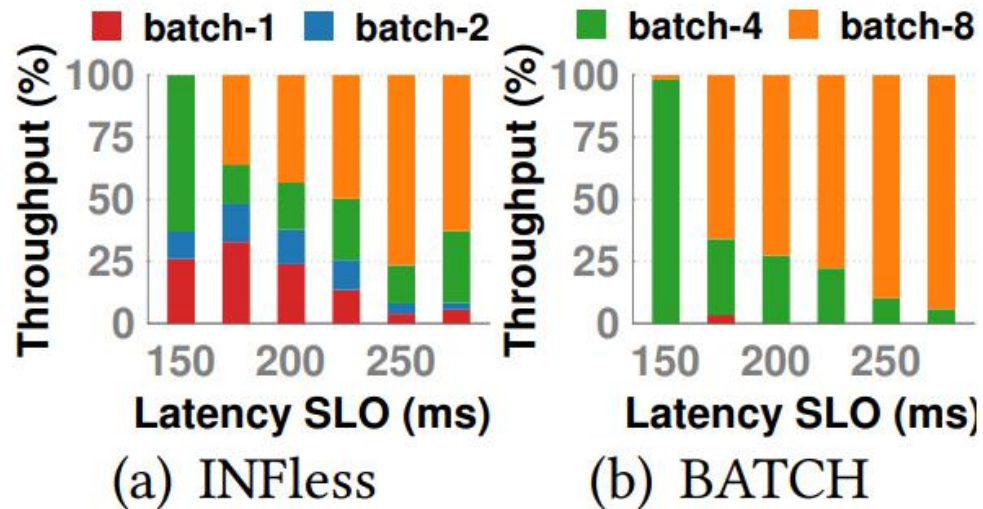 batch-1 batch-2 batch-4 batch-8
Throughput (%)
100
75
50
25
0
150 200 250
Latency SLO (ms)
(a) INFless
Throughput (%)
100
75
50
25
0
150 200 250
Latency SLO (ms)
(b) BATCH